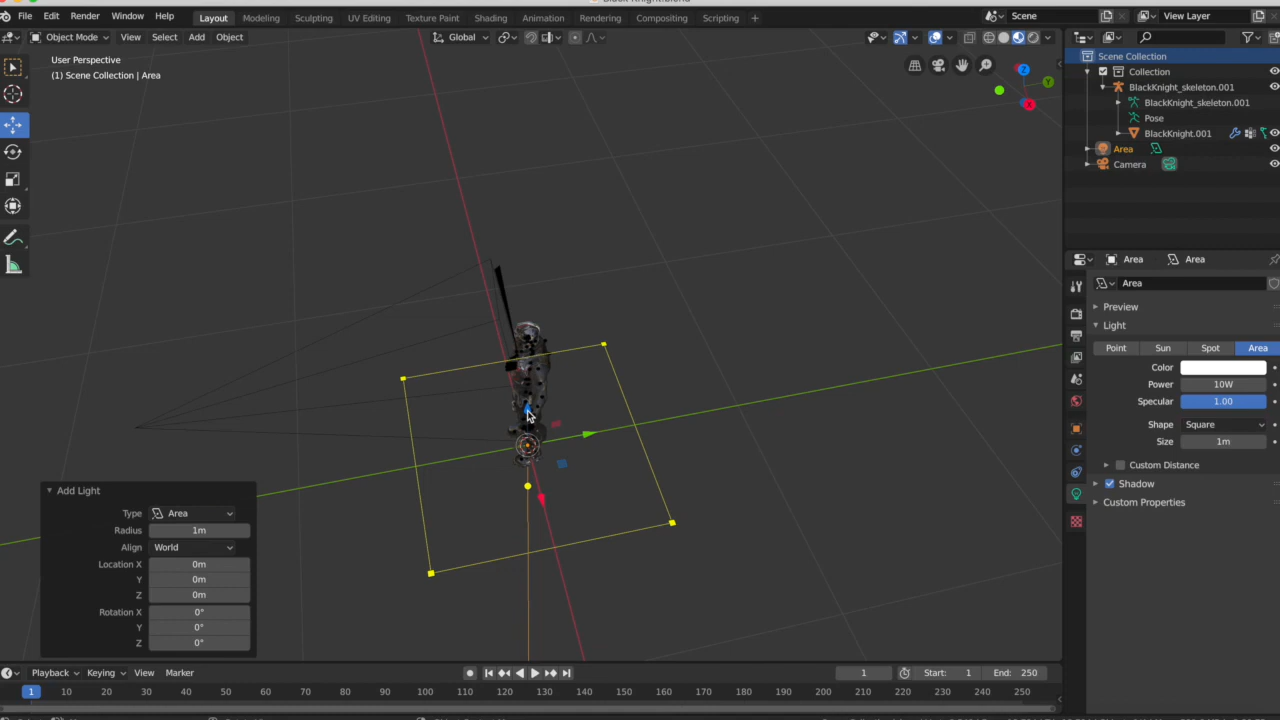 Black Knight.blend
File Edit Render Window Help Layout Modeling Sculpting UV Editing Texture Paint Shading Animation Rendering Compositing Scripting + Scene View Layer
Object Mode View Select Add Object Global
User Perspective
(1) Scene Collection | Area
Z
Y
X
Scene Collection
Collection
BlackKnight_skeleton.001
BlackKnight_skeleton.001
Pose
BlackKnight.001
Area
Camera
Area Area
Area
Preview
Light
Point Sun Spot Area
Color
Power 10W
Specular 1.00
Shape Square
Size 1m
Custom Distance
Shadow
Custom Properties
Add Light
Type Area
Radius 1m
Align World
Location X 0m
Y 0m
Z 0m
Rotation X 0°
Y 0°
Z 0°
Playback Keying View Marker 1 Start: 1 End: 250
1 10 20 30 40 50 60 70 80 90 100 110 120 130 140 150 160 170 180 190 200 210 220 230 240 250